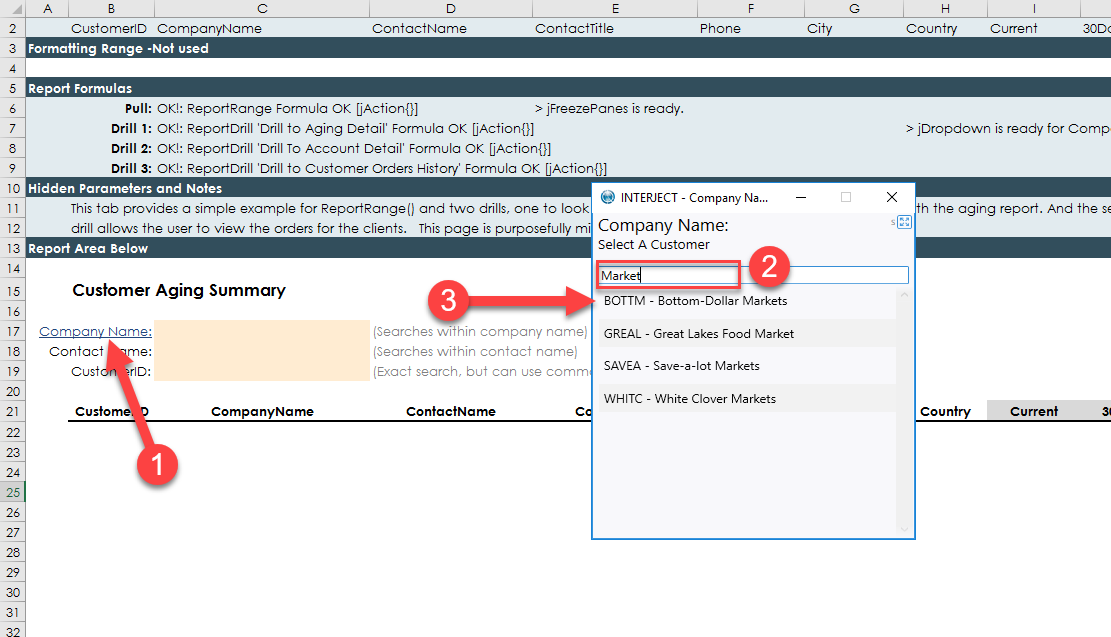 A B C D E F G H I
2 CustomerID CompanyName ContactName ContactTitle Phone City Country Current
3 Formatting Range -Not used
4
5 Report Formulas
6 Pull: OK!: ReportRange Formula OK [jAction{}] > jFreezePanes is ready.
7 Drill 1: OK!: ReportDrill 'Drill to Aging Detail' Formula OK [jAction{}] > jDropdown is ready for
8 Drill 2: OK!: ReportDrill 'Drill To Account Detail' Formula OK [jAction{}]
9 Drill 3: OK!: ReportDrill 'Drill to Customer Orders History' Formula OK [jAction{}]
10 Hidden Parameters and Notes
11 This tab provides a simple example for ReportRange() and two drills, one to look th the aging report. And the se
12 drill allows the user to view the orders for the clients. This page is purposefully mi
13 Report Area Below
14
15 Customer Aging Summary
16
17 Company Name: (Searches within company name)
18 Contact Name: (Searches within contact name)
19 CustomerID: (Exact search, but can use comm
20
21 CustomerID CompanyName ContactName Co Country Current 30
22
23
24
25
26
27
28
29
30
31
32
INTERJECT - Company Na...
Company Name:
s
Select A Customer
Market
BOTTM - Bottom-Dollar Markets
GREAL - Great Lakes Food Market
SAVEA - Save-a-lot Markets
WHITC - White Clover Markets
1
2
3